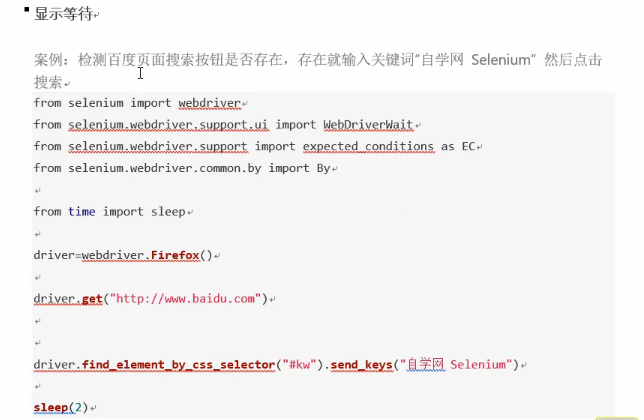 显示等待
案例：检测百度页面搜索按钮是否存在，存在就输入关键词“自学网 Selenium” 然后点击
搜索
from selenium import webdriver
from selenium.webdriver.support.ui import WebDriverWait
from selenium.webdriver.support import expected_conditions as EC
from selenium.webdriver.common.by import By
from time import sleep
driver=webdriver.Firefox()
driver.get("http://www.baidu.com")
driver.find_element_by_css_selector("#kw").send_keys("自学网 Selenium")
sleep(2)